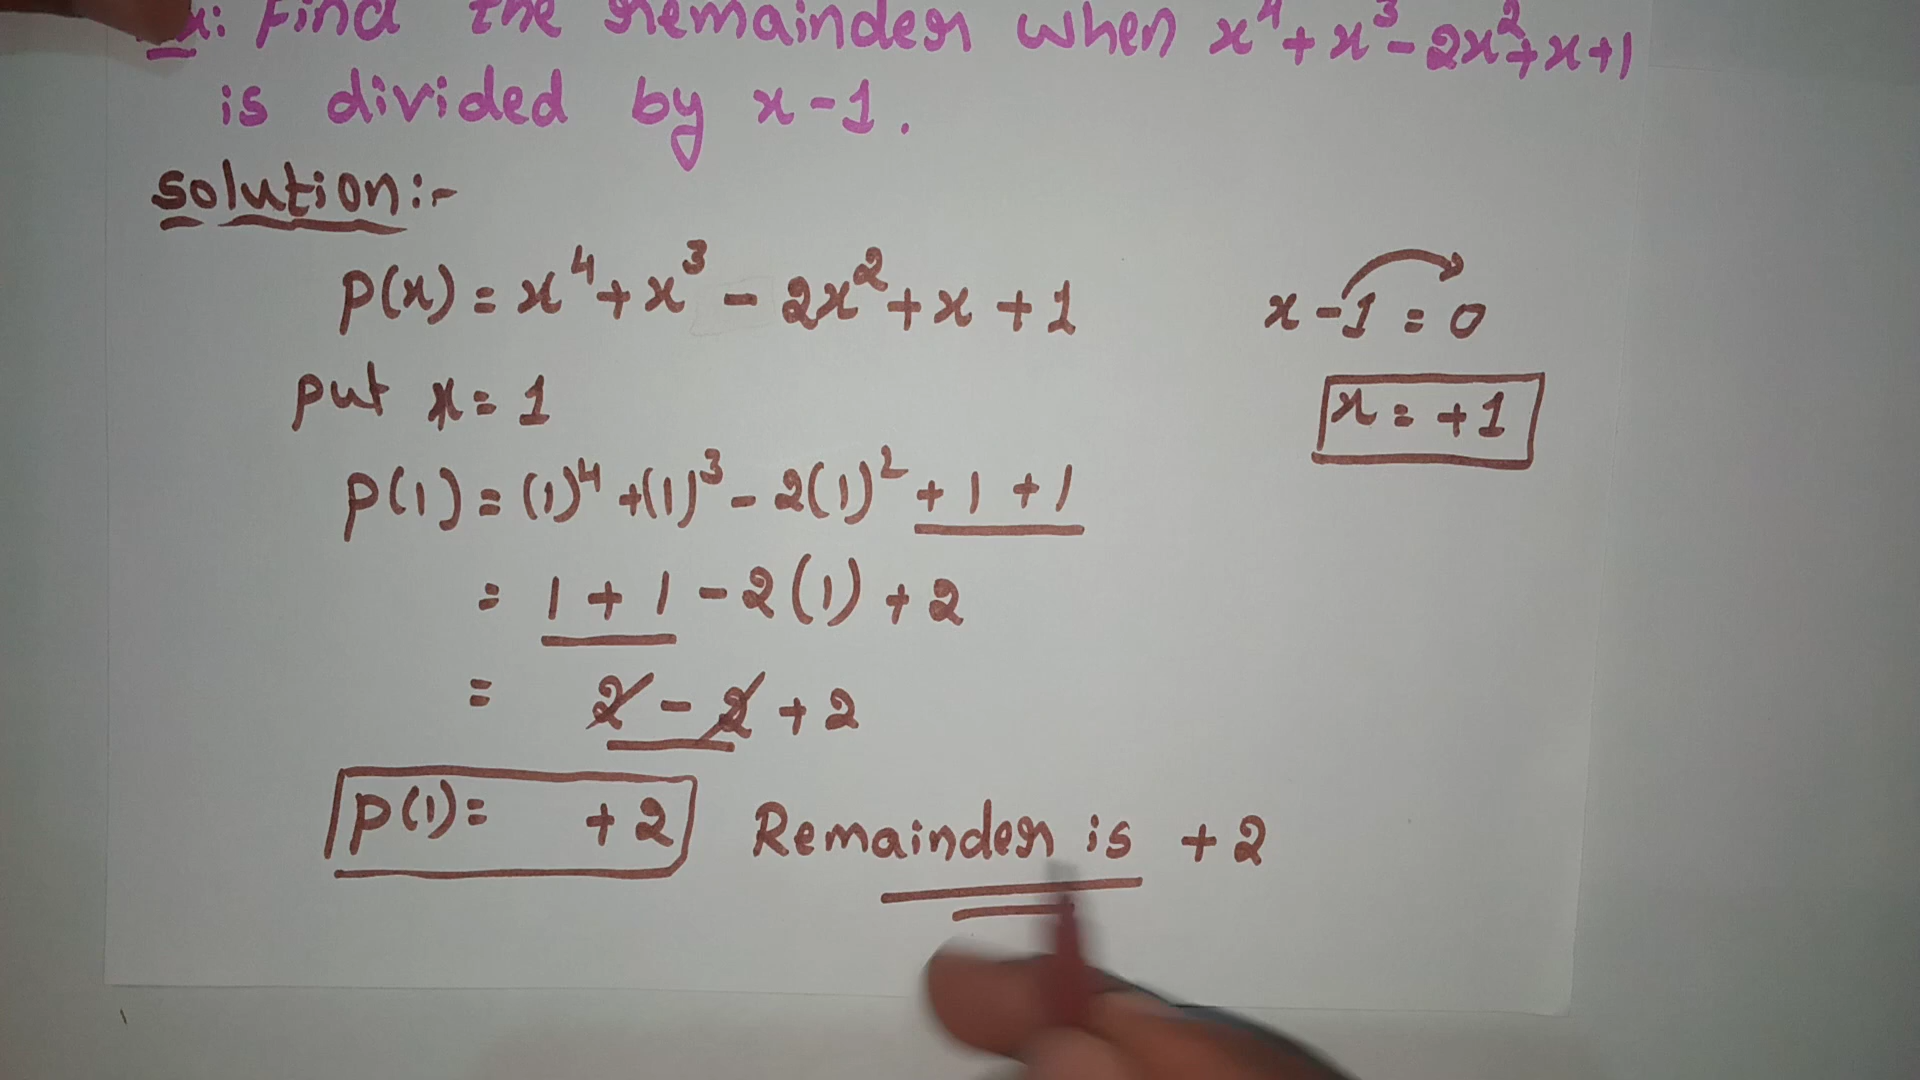 Ex: Find the remainder when x⁴+x³-2x²+x+1
is divided by x-1.
Solution:-
p(x) = x⁴+x³ - 2x²+x+1
x-1=0
put x=1
x=+1
p(1)=(1)⁴+(1)³-2(1)²+1+1
= 1+1-2(1)+2
= 2-2+2
p(1)= +2
Remainder is +2